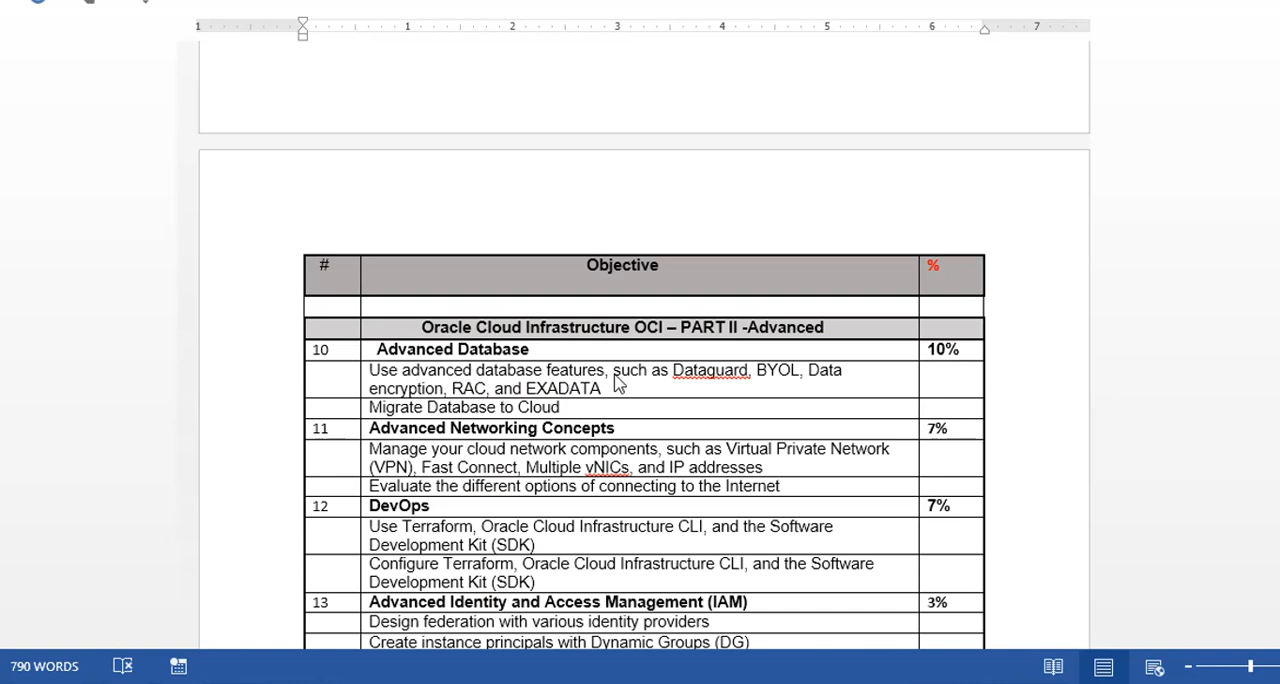 1 1 2 3 4 5 6 7
# Objective %
Oracle Cloud Infrastructure OCI – PART II -Advanced
10 Advanced Database 10%
Use advanced database features, such as Dataguard, BYOL, Data
encryption, RAC, and EXADATA
Migrate Database to Cloud
11 Advanced Networking Concepts 7%
Manage your cloud network components, such as Virtual Private Network
(VPN), Fast Connect, Multiple vNICs, and IP addresses
Evaluate the different options of connecting to the Internet
12 DevOps 7%
Use Terraform, Oracle Cloud Infrastructure CLI, and the Software
Development Kit (SDK)
Configure Terraform, Oracle Cloud Infrastructure CLI, and the Software
Development Kit (SDK)
13 Advanced Identity and Access Management (IAM) 3%
Design federation with various identity providers
Create instance principals with Dynamic Groups (DG)
790 WORDS